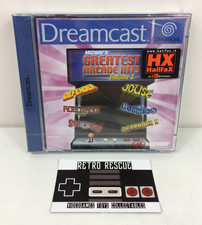 Dreamcast
Dreamcast
MIDWAY'S
GREATEST
ARCADE HITS
Volume 1
www.halifax.it
HX
HALIFAX
DEFENDER
JOUST
ROBOTRON
SINISTAR
RETRO RESCUE
VIDEOGAMES TOYS COLLECTABLES